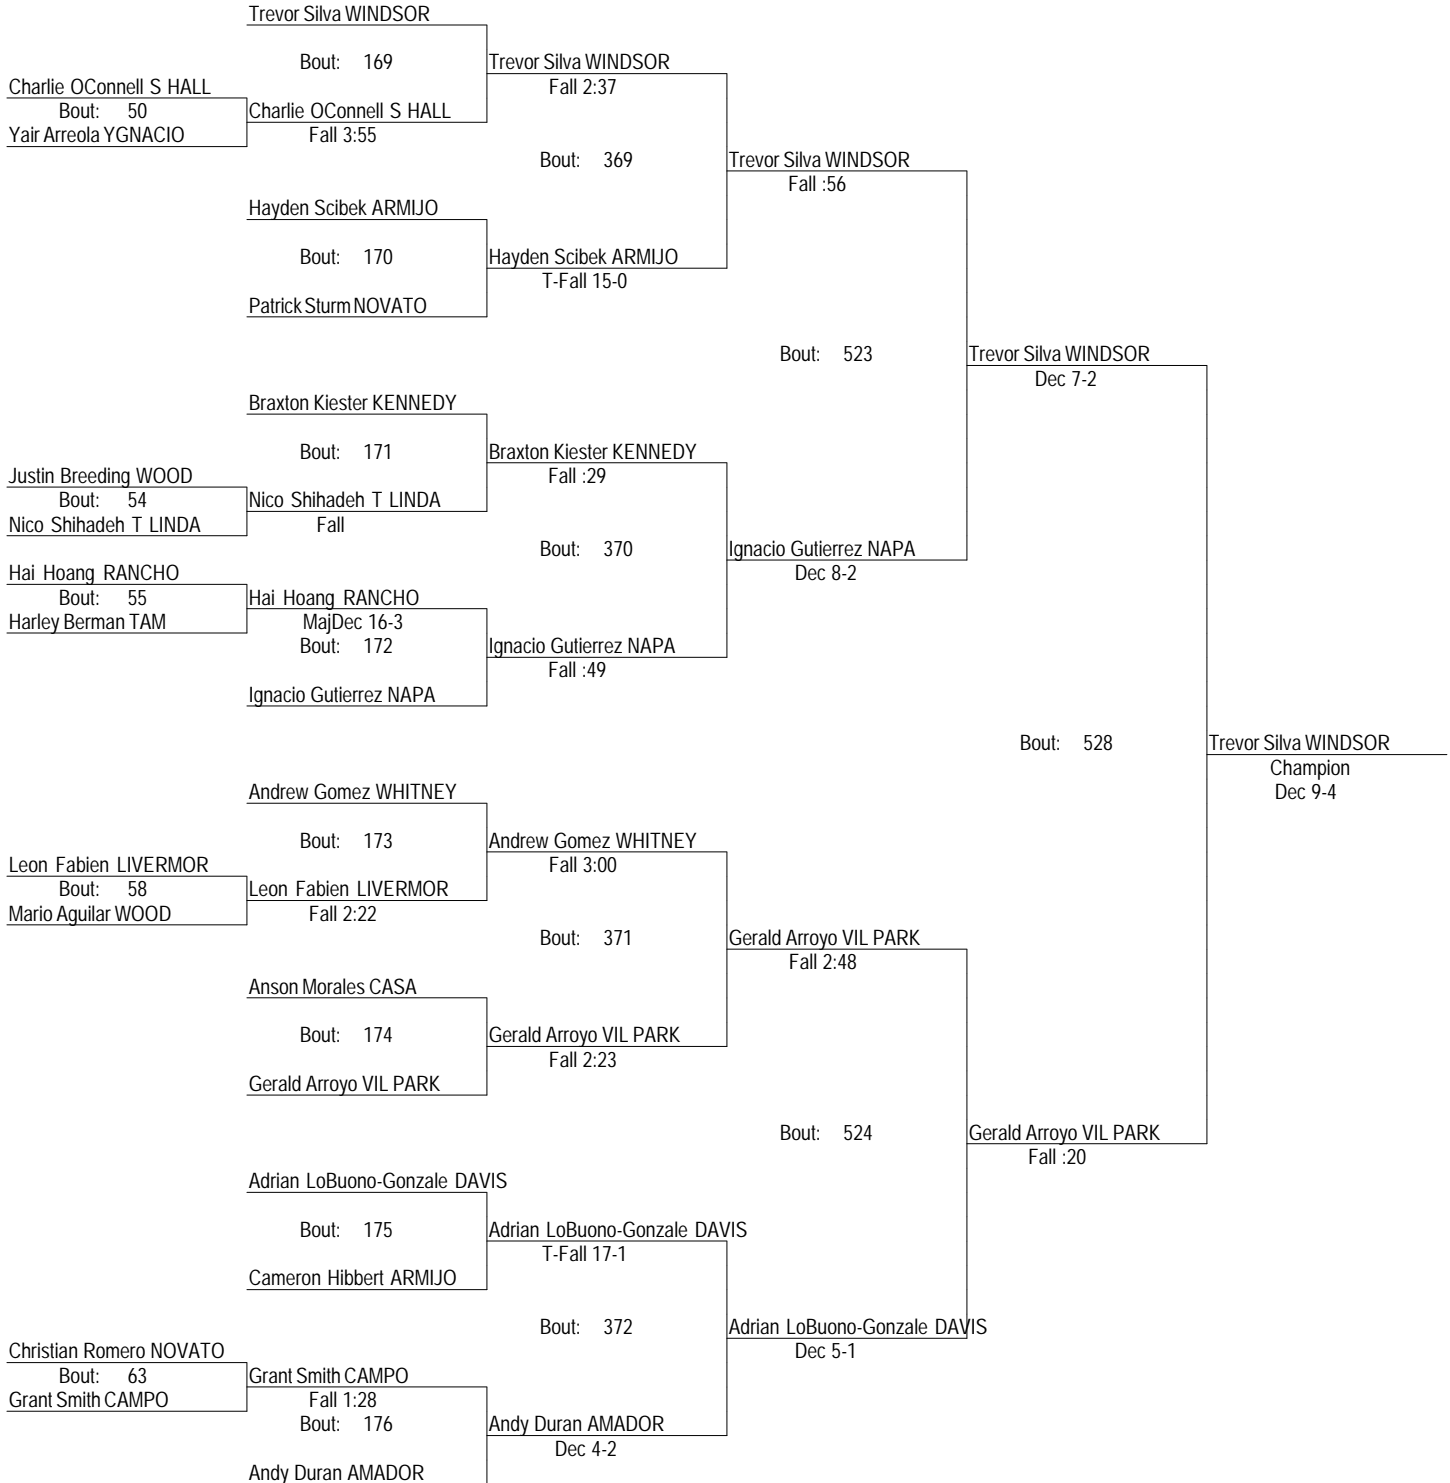 Trevor Silva WINDSOR
Bout: 169
Trevor Silva WINDSOR
Charlie OConnell S HALL
Fall 2:37
Bout: 50
Charlie OConnell S HALL
Yair Arreola YGNACIO
Fall 3:55
Bout: 369
Trevor Silva WINDSOR
Fall :56
Hayden Scibek ARMIJO
Bout: 170
Hayden Scibek ARMIJO
T-Fall 15-0
Patrick Sturm NOVATO
Bout: 523
Trevor Silva WINDSOR
Dec 7-2
Braxton Kiester KENNEDY
Bout: 171
Braxton Kiester KENNEDY
Justin Breeding WOOD
Fall :29
Bout: 54
Nico Shihadeh T LINDA
Nico Shihadeh T LINDA
Fall
Bout: 370
Ignacio Gutierrez NAPA
Hai Hoang RANCHO
Dec 8-2
Bout: 55
Hai Hoang RANCHO
Harley Berman TAM
MajDec 16-3
Bout: 172
Ignacio Gutierrez NAPA
Fall :49
Ignacio Gutierrez NAPA
Bout: 528
Trevor Silva WINDSOR
Champion
Dec 9-4
Andrew Gomez WHITNEY
Bout: 173
Andrew Gomez WHITNEY
Leon Fabien LIVERMOR
Fall 3:00
Bout: 58
Leon Fabien LIVERMOR
Mario Aguilar WOOD
Fall 2:22
Bout: 371
Gerald Arroyo VIL PARK
Fall 2:48
Anson Morales CASA
Bout: 174
Gerald Arroyo VIL PARK
Fall 2:23
Gerald Arroyo VIL PARK
Bout: 524
Gerald Arroyo VIL PARK
Fall :20
Adrian LoBuono-Gonzale DAVIS
Bout: 175
Adrian LoBuono-Gonzale DAVIS
T-Fall 17-1
Cameron Hibbert ARMIJO
Bout: 372
Adrian LoBuono-Gonzale DAVIS
Christian Romero NOVATO
Dec 5-1
Bout: 63
Grant Smith CAMPO
Grant Smith CAMPO
Fall 1:28
Bout: 176
Andy Duran AMADOR
Dec 4-2
Andy Duran AMADOR